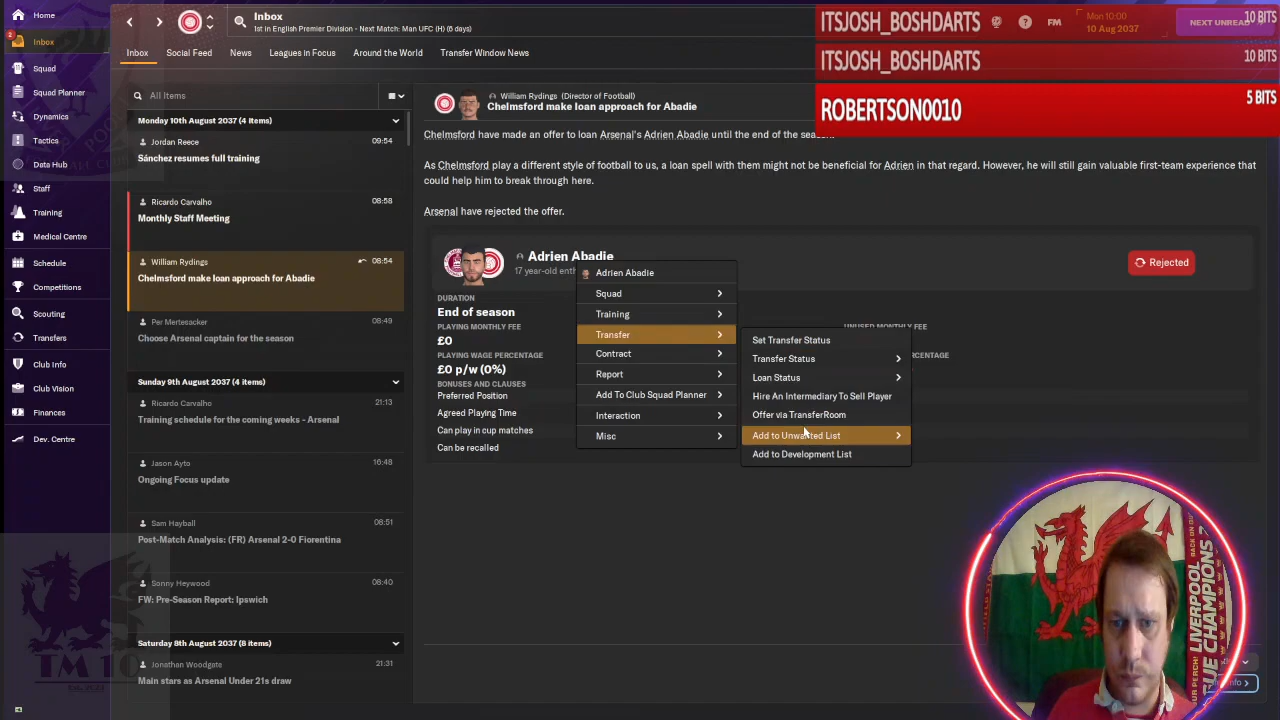 Home
2
Inbox
Squad
Squad Planner
Dynamics
Tactics
Data Hub
Staff
Training
Medical Centre
Schedule
Competitions
Scouting
Transfers
Club Info
Club Vision
Finances
Dev. Centre
TM 10
Inbox
1st in English Premier Division - Next Match: Man UFC (H) (6 days)
FM
Mon 10:00
10 Aug 2037
NEXT UNREAD
ITSJOSH_BOSHDARTS
10 BITS
ITSJOSH_BOSHDARTS
10 BITS
ROBERTSON0010
5 BITS
Inbox
Social Feed
News
Leagues in Focus
Around the World
Transfer Window News
All Items
Monday 10th August 2037 (4 items)
Jordan Reece
09:54
Sánchez resumes full training
Ricardo Carvalho
08:58
Monthly Staff Meeting
William Rydings
08:54
Chelmsford make loan approach for Abadie
Per Mertesacker
08:49
Choose Arsenal captain for the season
Sunday 9th August 2037 (4 items)
Ricardo Carvalho
21:13
Training schedule for the coming weeks - Arsenal
Jason Ayto
16:48
Ongoing Focus update
Sam Hayball
08:51
Post-Match Analysis: (FR) Arsenal 2-0 Fiorentina
Sonny Heywood
08:40
FW: Pre-Season Report: Ipswich
Saturday 8th August 2037 (8 items)
Jonathan Woodgate
21:31
Main stars as Arsenal Under 21s draw
William Rydings (Director of Football)
Chelmsford make loan approach for Abadie
Chelmsford have made an offer to loan Arsenal's Adrien Abadie until the end of the season.
As Chelmsford play a different style of football to us, a loan spell with them might not be beneficial for Adrien in that regard. However, he will still gain valuable first-team experience that
could help him to break through here.
Arsenal have rejected the offer.
Adrien Abadie
17 year-old
Rejected
DURATION
End of season
PLAYING MONTHLY FEE
£0
PLAYING WAGE PERCENTAGE
£0 p/w (0%)
BONUSES AND CLAUSES
Preferred Position
Agreed Playing Time
Can play in cup matches
Can be recalled
UNUSED MONTHLY FEE
Adrien Abadie
Squad
Training
Transfer
Contract
Report
Add To Club Squad Planner
Interaction
Misc
Set Transfer Status
Transfer Status
Loan Status
Hire An Intermediary To Sell Player
Offer via TransferRoom
Add to Unwanted List
Add to Development List
LIVERPOOL
CHAMPIONS